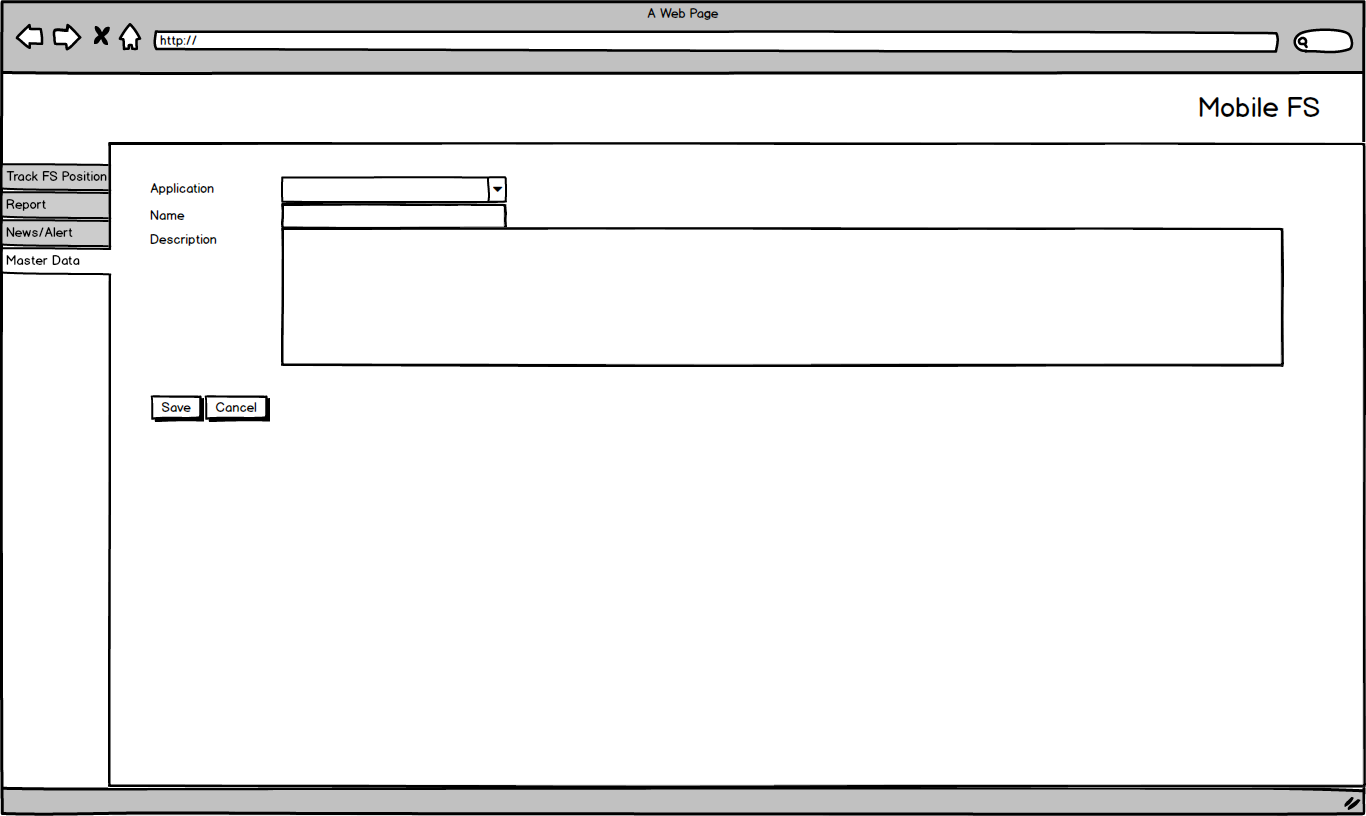 A Web Page
http://
Mobile FS
Track FS Position
Report
News/Alert
Master Data
Application
Name
Description
Save Cancel